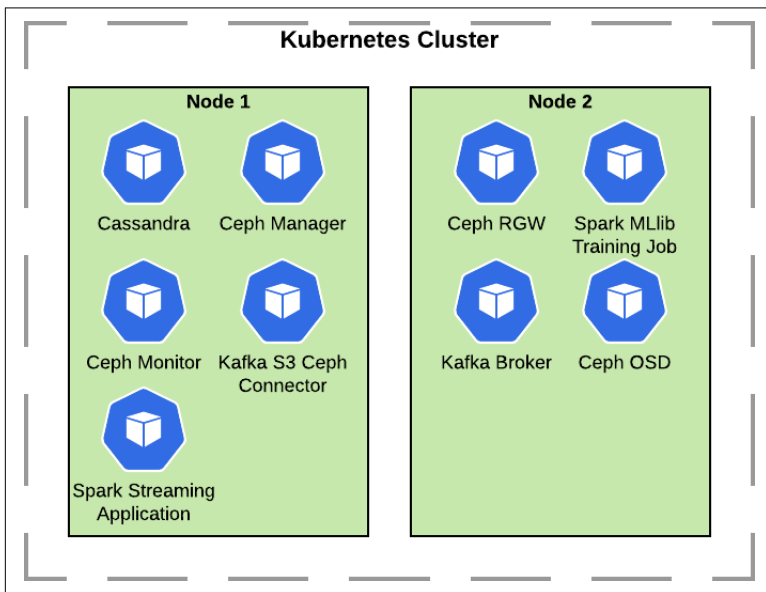 Kubernetes Cluster
Node 1
Cassandra
Ceph Manager
Ceph Monitor
Kafka S3 Ceph
Connector
Spark Streaming
Application
Node 2
Ceph RGW
Spark MLlib
Training Job
Kafka Broker
Ceph OSD